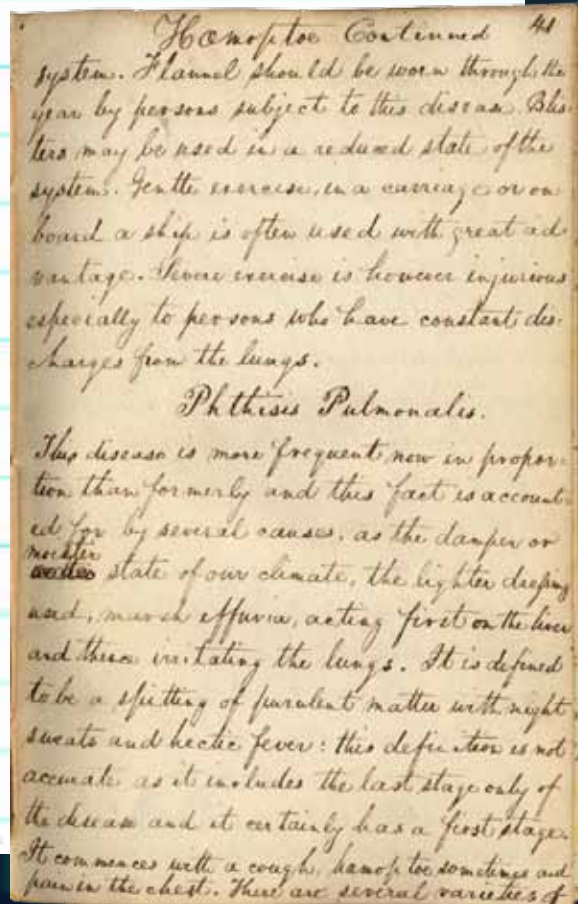 Hæmoptoe Continued 41
system. Flannel should be worn through the
year by persons subject to this disease. Blis-
ters may be used in a reduced state of the
system. Gentle exercise, in a carriage or on
board a ship is often used with great ad-
vantage. Severe exercise is however injurious
especially to persons who have constant dis-
charges from the lungs.
Phthisis Pulmonalis.
This disease is more frequent now in propor-
tion than formerly and this fact is account-
ed for by several causes, as the damper or
moister
state of our climate, the lighter dresses
used, marsh effuvia, acting first on the liver
and thence irritating the lungs. It is defined
to be a spitting of purulent matter with night
sweats and hectic fever: this definition is not
accurate as it includes the last stage only of
the disease and it certainly has a first stage.
It commences with a cough, hæmoptoe sometimes and
pain in the chest. There are several varieties of